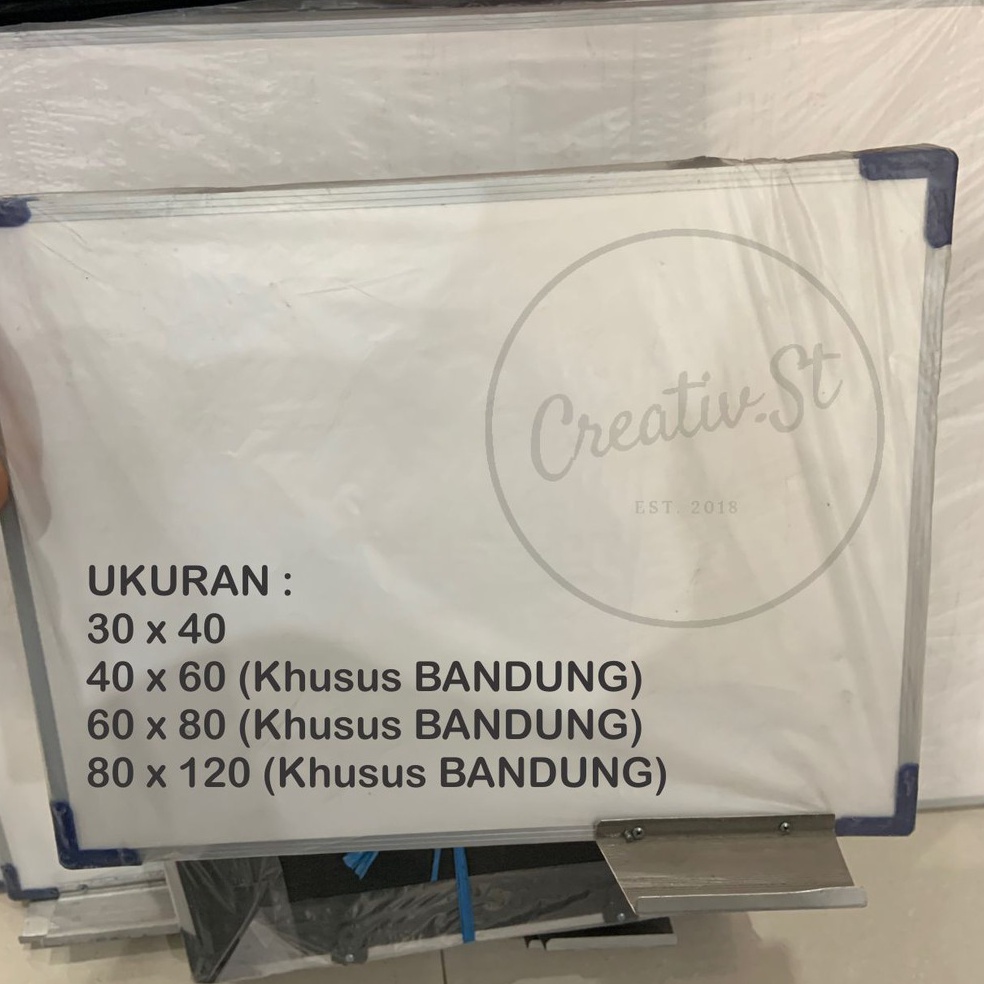 Creativ.St
EST. 2018
UKURAN :
30 x 40
40 x 60 (Khusus BANDUNG)
60 x 80 (Khusus BANDUNG)
80 x 120 (Khusus BANDUNG)